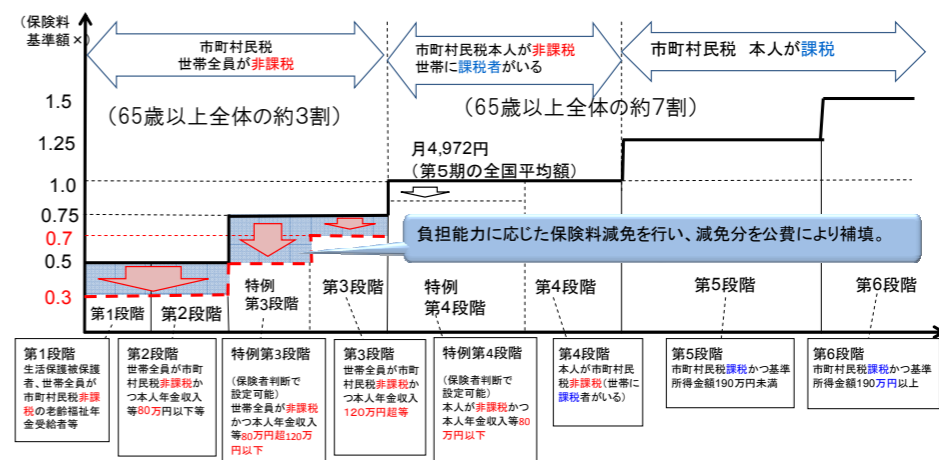 (保険料
基準額×)
市町村民税
世帯全員が非課税
市町村民税本人が非課税
世帯に課税者がいる
市町村民税 本人が課税
(65歳以上全体の約3割)
(65歳以上全体の約7割)
1.5
1.25
1.0
0.75
0.7
0.5
0.3
月4,972円
(第5期の全国平均額)
負担能力に応じた保険料減免を行い、減免分を公費により補填。
第1段階
第2段階
特例
第3段階
第3段階
特例
第4段階
第4段階
第5段階
第6段階
第1段階
生活保護被保護
者、世帯全員が
市町村民税非課
税の老齢福祉年
金受給者等
第2段階
世帯全員が市町
村民税非課税か
つ本人年金収入
等80万円以下等
特例第3段階
(保険者判断で
設定可能)
世帯全員が非課税
かつ本人年金収入
等80万円超120万
円以下
第3段階
世帯全員が市町
村民税非課税か
つ本人年金収入
120万円超等
特例第4段階
(保険者判断で
設定可能)
本人が非課税かつ
本人年金収入等80
万円以下
第4段階
本人が市町村民
税非課税(世帯に
課税者がいる)
第5段階
市町村民税課税かつ基準
所得金額190万円未満
第6段階
市町村民税課税かつ基準
所得金額190万円以上